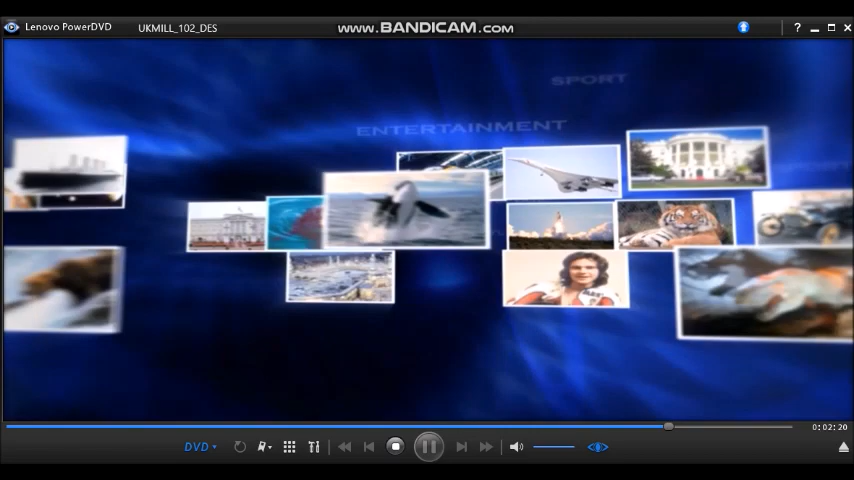 Lenovo PowerDVD
UKMILL_102_DES
www.BANDICAM.com
?
SPORT
ENTERTAINMENT
0:02:20
DVD